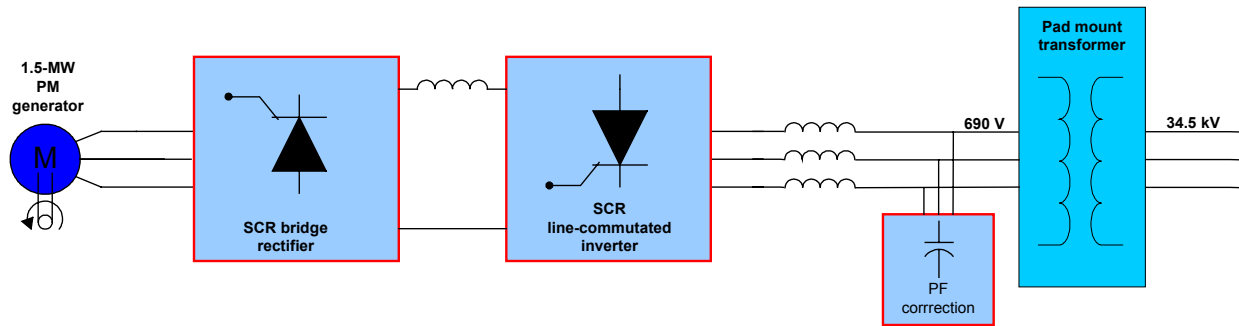 1.5-MW
PM
generator
M
SCR bridge
rectifier
SCR
line-commutated
inverter
690 V
PF
corrrection
Pad mount
transformer
34.5 kV